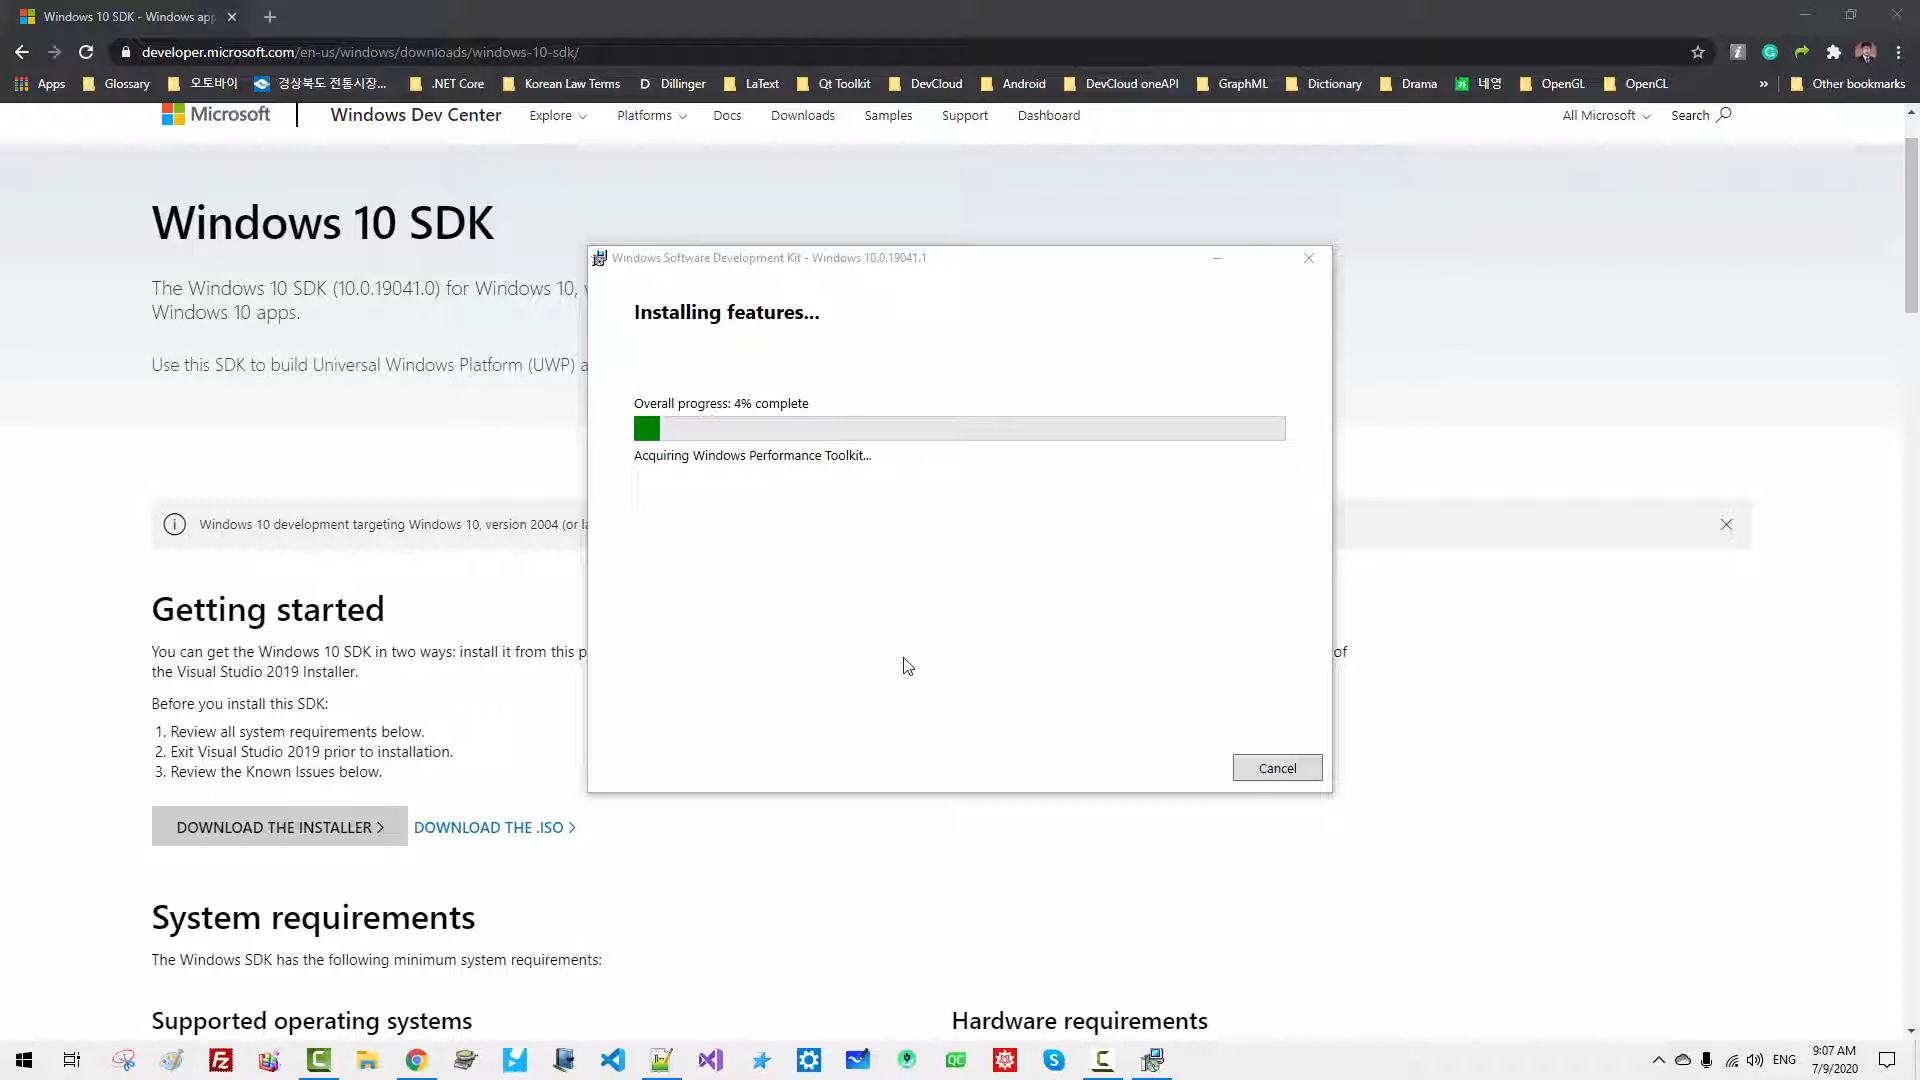 Windows 10 SDK - Windows app
developer.microsoft.com/en-us/windows/downloads/windows-10-sdk/
Apps Glossary 오토바이 경상북도 전통시장... .NET Core Korean Law Terms D Dillinger LaText Qt Toolkit DevCloud Android DevCloud oneAPI GraphML Dictionary Drama 네영 OpenGL OpenCL » Other bookmarks
Microsoft Windows Dev Center Explore Platforms Docs Downloads Samples Support Dashboard All Microsoft Search
Windows 10 SDK
The Windows 10 SDK (10.0.19041.0) for Windows 10,
Windows 10 apps.
Use this SDK to build Universal Windows Platform (UWP)
Windows Software Development Kit - Windows 10.0.19041.1
Installing features...
Overall progress: 4% complete
Acquiring Windows Performance Toolkit...
Cancel
Windows 10 development targeting Windows 10, version 2004 (or
Getting started
You can get the Windows 10 SDK in two ways: install it from this of
the Visual Studio 2019 Installer.
Before you install this SDK:
1. Review all system requirements below.
2. Exit Visual Studio 2019 prior to installation.
3. Review the Known Issues below.
DOWNLOAD THE INSTALLER > DOWNLOAD THE .ISO >
System requirements
The Windows SDK has the following minimum system requirements:
Supported operating systems Hardware requirements
ENG
9:07 AM
7/9/2020